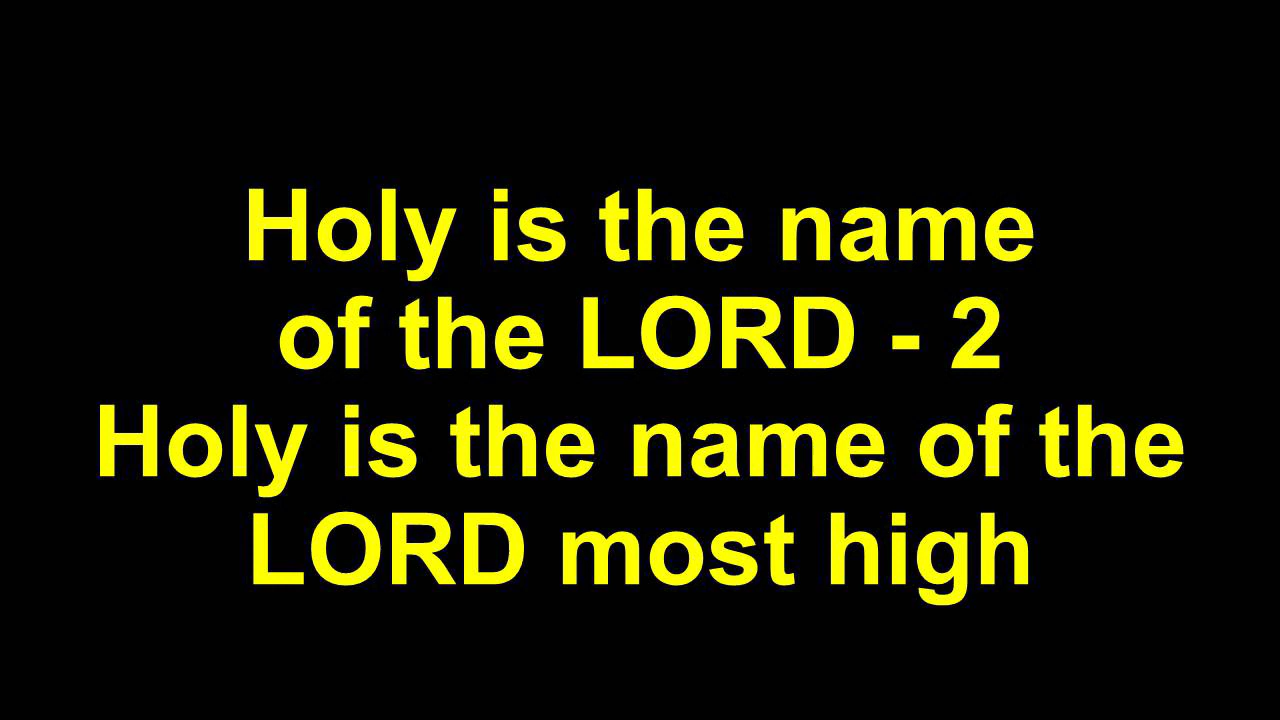 Holy is the name
of the LORD - 2
Holy is the name of the
LORD most high